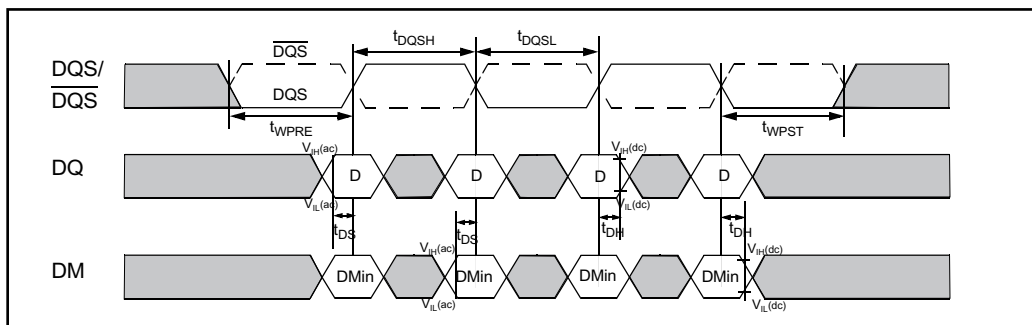 DQS
tDQSH
tDQSL
DQS/
DQS
DQS
tWPRE
tWPST
VIH(ac)
VIH(dc)
DQ
D
D
D
D
VIL(ac)
VIL(dc)
tDS
tDS
tDH
tDH
VIH(ac)
VIH(dc)
DM
DMin
DMin
DMin
DMin
VIL(ac)
VIL(dc)